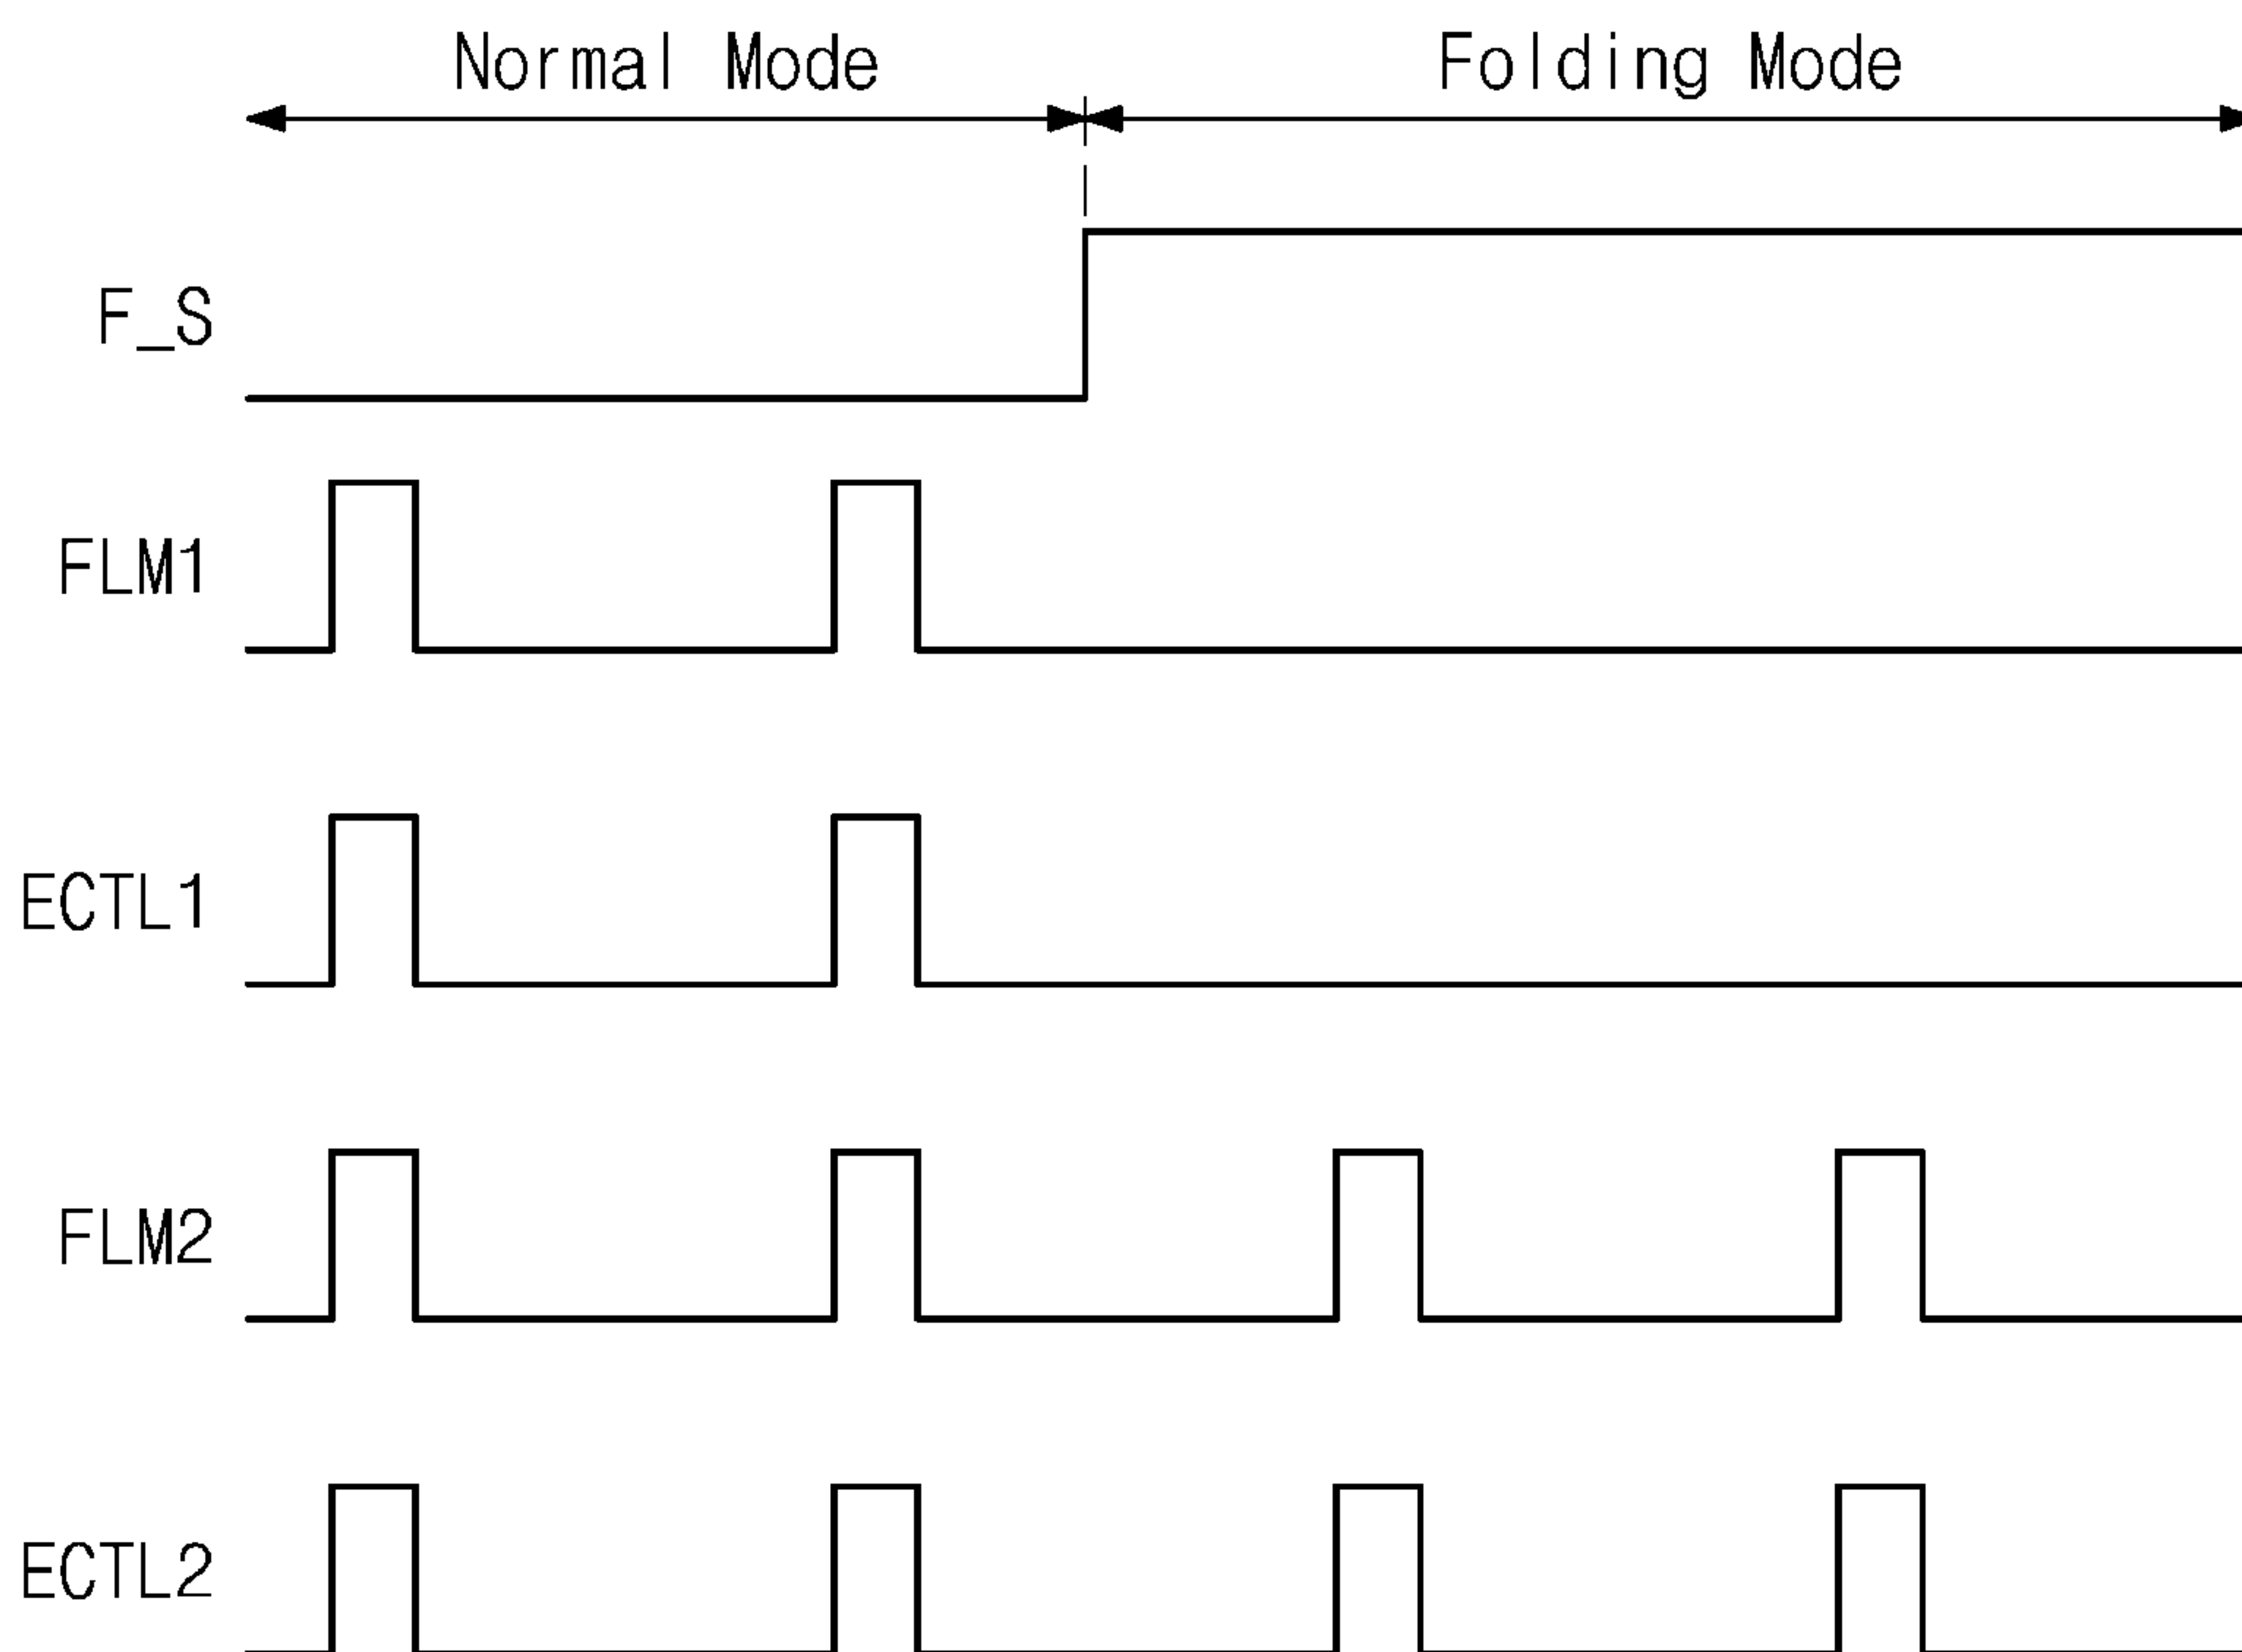 Normal Mode
Folding Mode
F_S
FLM1
ECTL1
FLM2
ECTL2